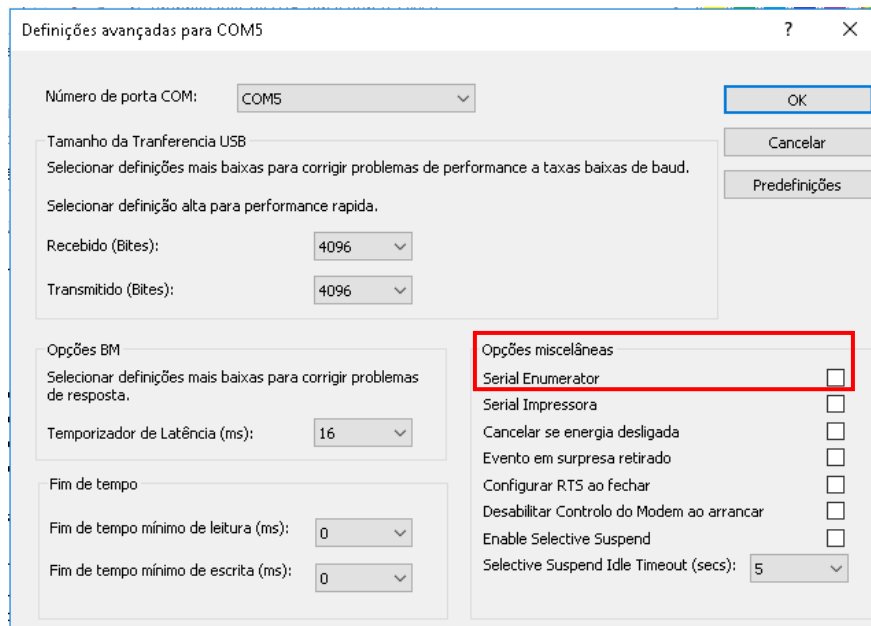 Definições avançadas para COM5
?
Número de porta COM:
COM5
OK
Cancelar
Predefinições
Tamanho da Tranferencia USB
Selecionar definições mais baixas para corrigir problemas de performance a taxas baixas de baud.
Selecionar definição alta para performance rapida.
Recebido (Bites):
4096
Transmitido (Bites):
4096
Opções BM
Selecionar definições mais baixas para corrigir problemas
de resposta.
Temporizador de Latência (ms):
16
Fim de tempo
Fim de tempo mínimo de leitura (ms):
0
Fim de tempo mínimo de escrita (ms):
0
Opções miscelâneas
Serial Enumerator
Serial Impressora
Cancelar se energia desligada
Evento em surpresa retirado
Configurar RTS ao fechar
Desabilitar Controlo do Modem ao arrancar
Enable Selective Suspend
Selective Suspend Idle Timeout (secs):
5